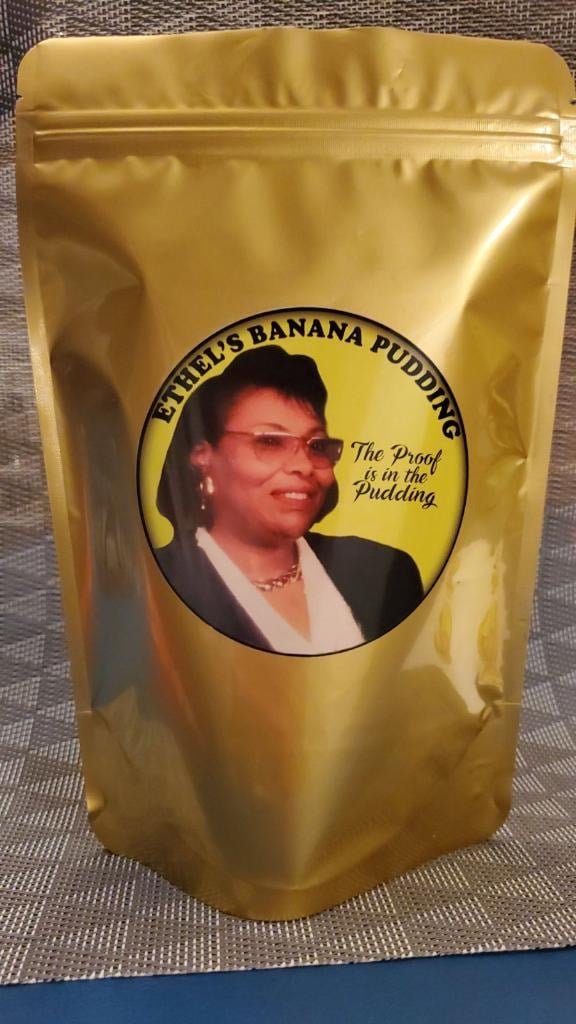 ETHEL'S BANANA PUDDING
The Proof
is in the
Pudding